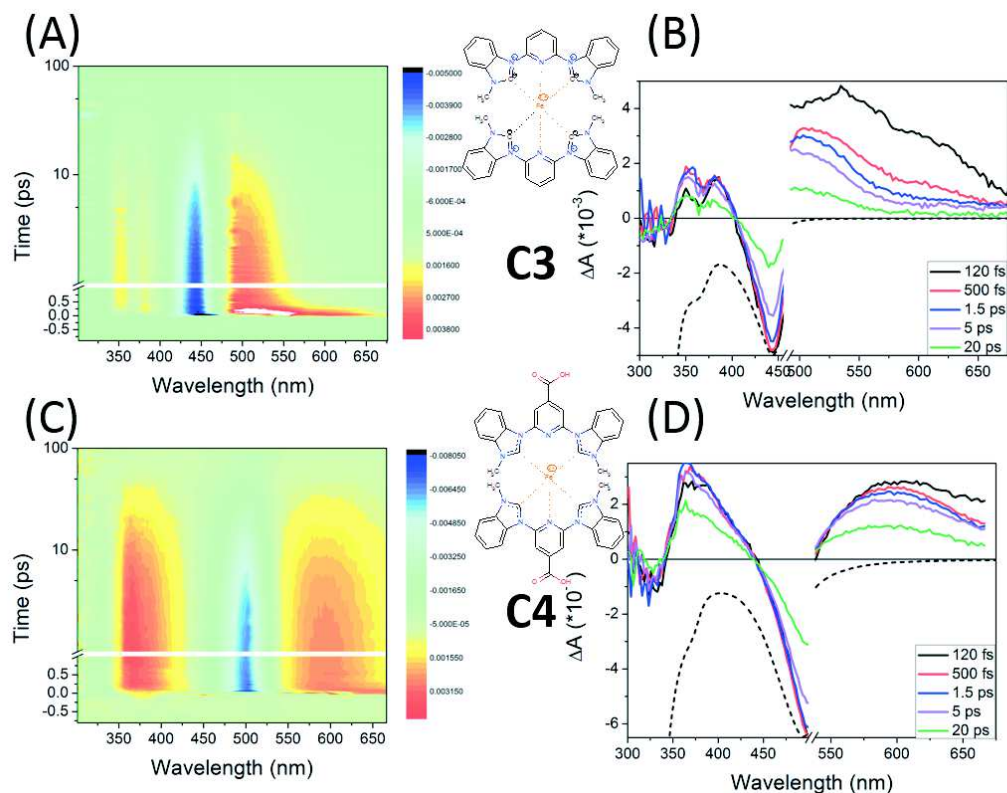 (A)
100
10
0.5
0.0
-0.5
Time (ps)
350 400 450 500 550 600 650
Wavelength (nm)
-0.005000
-0.003900
-0.002800
-0.001700
-6.000E-04
5.000E-04
0.001600
0.002700
0.003800
CH₃
H₃C
C3
(B)
4
2
0
-2
-4
ΔA (*10⁻³)
300 350 400 450 500 550 600 650
Wavelength (nm)
120 fs
500 fs
1.5 ps
5 ps
20 ps
(C)
100
10
0.5
0.0
-0.5
Time (ps)
350 400 450 500 550 600 650
Wavelength (nm)
-0.008050
-0.006450
-0.004850
-0.003250
-0.001650
-5.000E-05
0.001550
0.003150
O OH
O OH
C4
(D)
2
0
-2
-4
-6
ΔA (*10⁻
)
300 350 400 450 550 600 650
Wavelength (nm)
120 fs
500 fs
1.5 ps
5 ps
20 ps